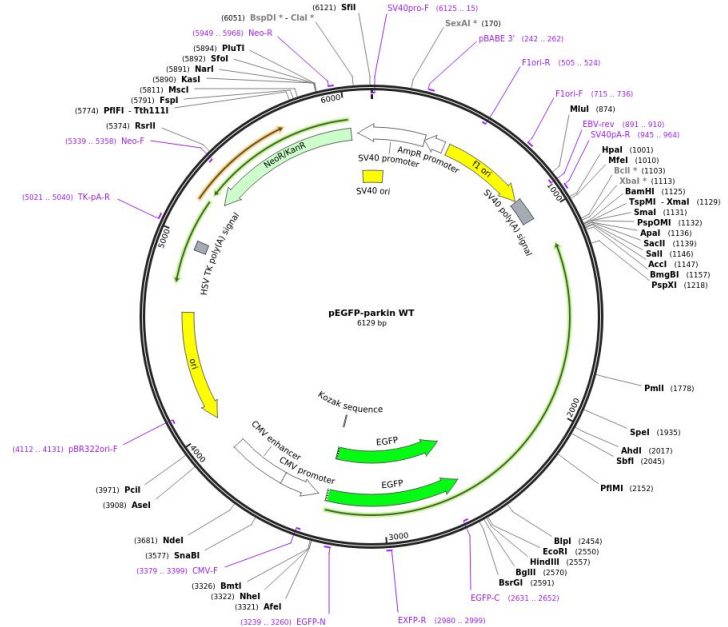 (6121) SfiI
SV40pro-F (6125 .. 15)
(6051) BspDI * - ClaI *
SexAI * (170)
(5949 .. 5968) Neo-R
pBABE 3' (242 .. 262)
(5894) PluTI
(5892) SfoI
(5891) NarI
(5890) KasI
(5811) MscI
(5791) FspI
(5774) PflFI - Tth111I
(5374) RsrII
(5339 .. 5358) Neo-F
(5021 .. 5040) TK-pA-R
F1ori-R (505 .. 524)
F1ori-F (715 .. 736)
MluI (874)
EBV-rev (891 .. 910)
SV40pA-R (945 .. 964)
HpaI (1001)
MfeI (1010)
BclI * (1103)
XbaI * (1113)
BamHI (1125)
TspMI - XmaI (1129)
SmaI (1131)
PspOMI (1132)
ApaI (1136)
SacII (1139)
SalI (1146)
AccI (1147)
BmgBI (1157)
PspXI (1218)
6000
1000
5000
2000
4000
3000
NeoR/KanR
SV40 promoter
AmpR promoter
f1 ori
SV40 ori
SV40 poly(A) signal
HSV TK poly(A) signal
pEGFP-parkin WT
6129 bp
ori
Kozak sequence
CMV enhancer
CMV promoter
EGFP
EGFP
PmlI (1778)
SpeI (1935)
AhdI (2017)
SbfI (2045)
PflMI (2152)
BlpI (2454)
EcoRI (2550)
HindIII (2557)
BglII (2570)
BsrGI (2591)
EGFP-C (2631 .. 2652)
EXFP-R (2980 .. 2999)
(3239 .. 3260) EGFP-N
(3321) AfeI
(3322) NheI
(3326) BmtI
(3379 .. 3399) CMV-F
(3577) SnaBI
(3681) NdeI
(3908) AseI
(3971) PciI
(4112 .. 4131) pBR322ori-F